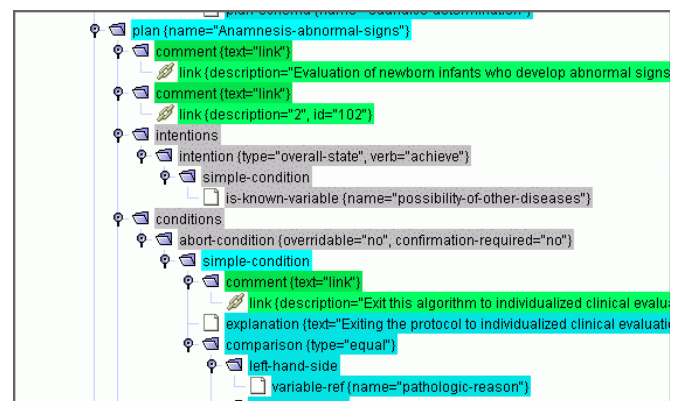 plan {name="Anamnesis-abnormal-signs"}
comment {text="link"}
link {description="Evaluation of newborn infants who develop abnormal signs
comment {text="link"}
link {description="2", id="102"}
intentions
intention {type="overall-state", verb="achieve"}
simple-condition
is-known-variable {name="possibility-of-other-diseases"}
conditions
abort-condition {overridable="no", confirmation-required="no"}
simple-condition
comment {text="link"}
link {description="Exit this algorithm to individualized clinical evalu
explanation {text="Exiting the protocol to individualized clinical evaluati
comparison {type="equal"}
left-hand-side
variable-ref {name="pathologic-reason"}